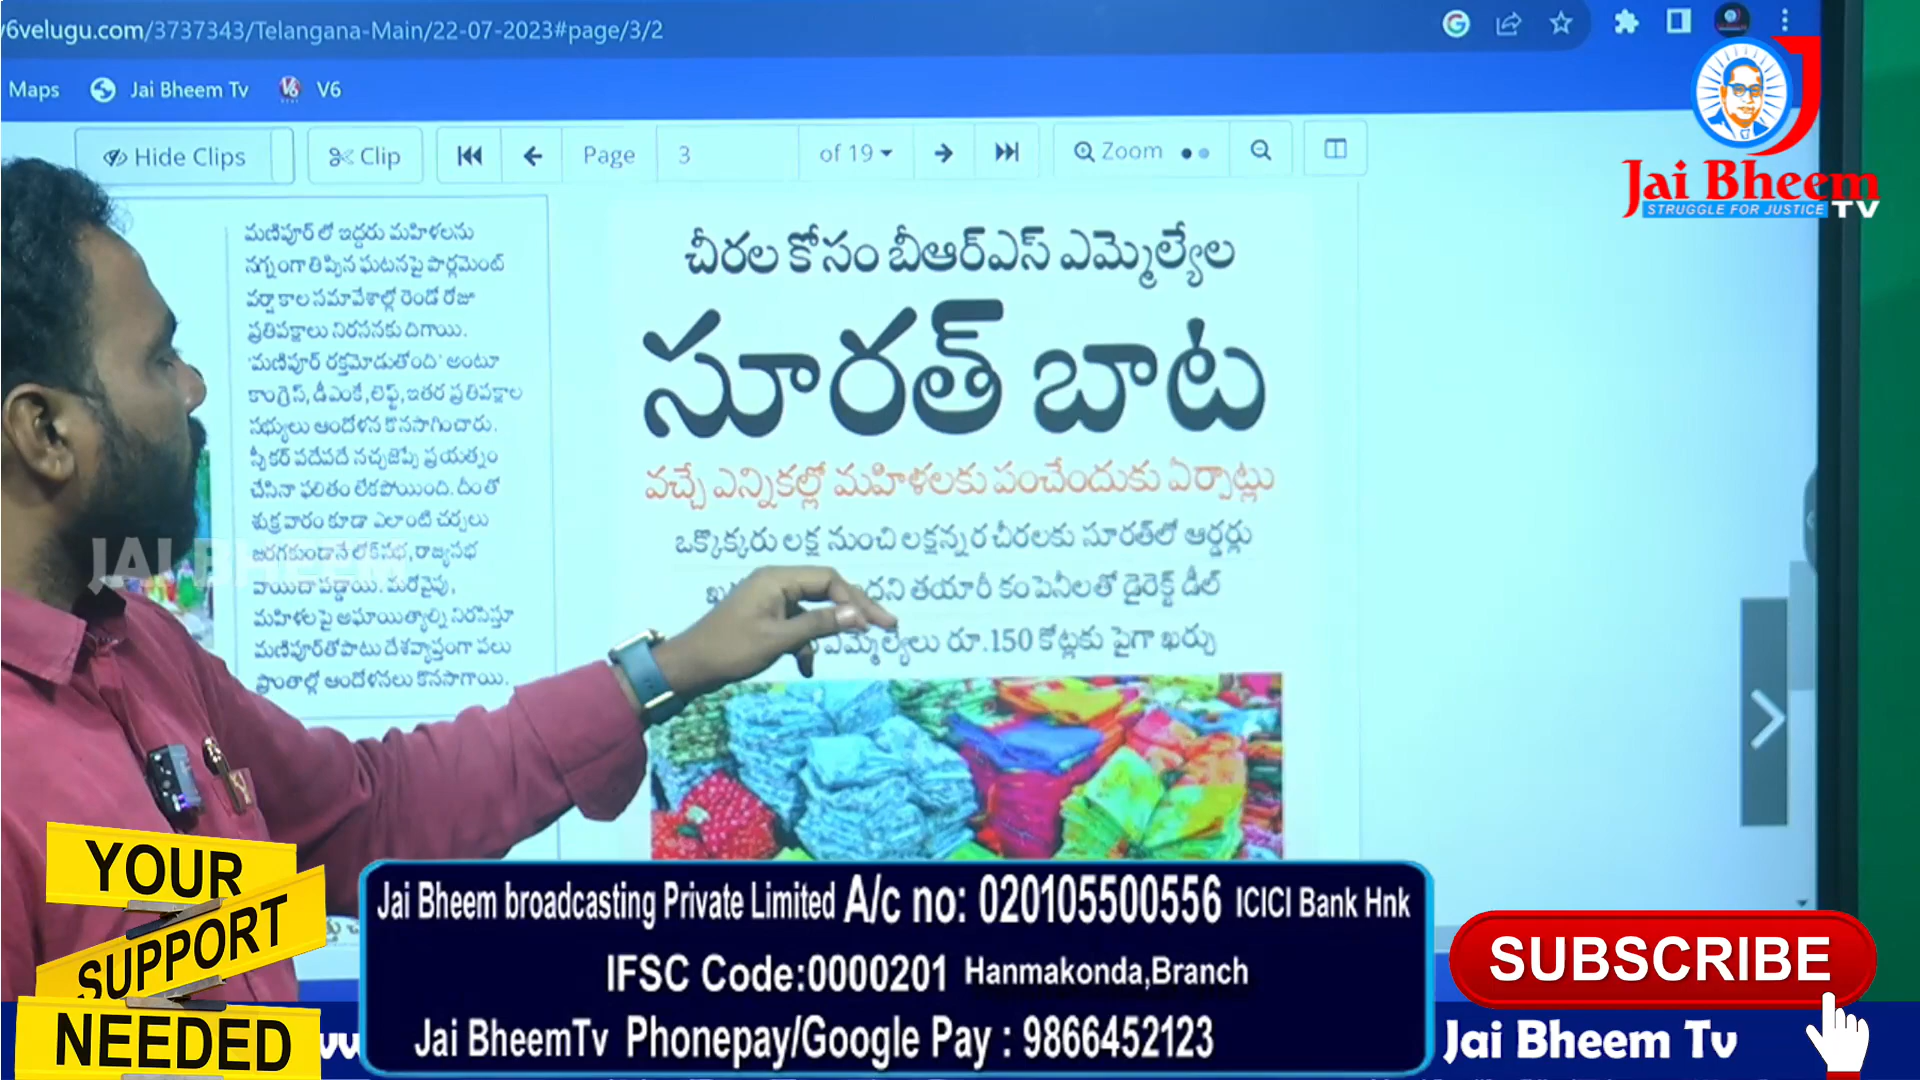 v6velugu.com/3737343/Telangana-Main/22-07-2023#page/3/2
Maps Jai Bheem Tv V6
Hide Clips Clip Page 3 of 19 Zoom
Jai Bheem
STRUGGLE FOR JUSTICE TV
మణిపూర్ లో ఇద్దరు మహిళలను
నగ్నంగా తిప్పిన ఘటనపై పార్లమెంట్
వర్షాకాల సమావేశాల్లో రెండో రోజూ
ప్రతిపక్షాలు నిరసనకు దిగాయి.
'మణిపూర్ రక్తమోడుతోంది' అంటూ
కాంగ్రెస్, డీఎంకే, లెఫ్ట్, ఇతర ప్రతిపక్షాల
సభ్యులు ఆందోళన కొనసాగించారు.
స్పీకర్ పదేపదే నచ్చజెప్పే ప్రయత్నం
చేసినా ఫలితం లేకపోయింది. దీంతో
శుక్రవారం కూడా ఎలాంటి చర్చలు
జరగకుండానే లోక్‌సభ, రాజ్యసభ
వాయిదా పడ్డాయి. మరోవైపు,
మహిళలపై అఘాయిత్యాల్ని నిరసిస్తూ
మణిపూర్‌తోపాటు దేశవ్యాప్తంగా పలు
ప్రాంతాల్లో ఆందోళనలు కొనసాగాయి.
చీరల కోసం బీఆర్ఎస్ ఎమ్మెల్యేల
సూరత్ బాట
వచ్చే ఎన్నికల్లో మహిళలకు పంచేందుకు ఏర్పాట్లు
ఒక్కొక్కరు లక్ష నుంచి లక్షన్నర చీరలకు సూరత్‌లో ఆర్డర్లు
తయారీ కంపెనీలతో డైరెక్ట్ డీల్
ఎమ్మెల్యేలు రూ.150 కోట్లకు పైగా ఖర్చు
JAI BHEEM
YOUR
SUPPORT
NEEDED
Jai Bheem broadcasting Private Limited A/c no: 020105500556 ICICI Bank Hnk
IFSC Code:0000201 Hanmakonda,Branch
Jai BheemTv Phonepay/Google Pay : 9866452123
SUBSCRIBE
Jai Bheem Tv